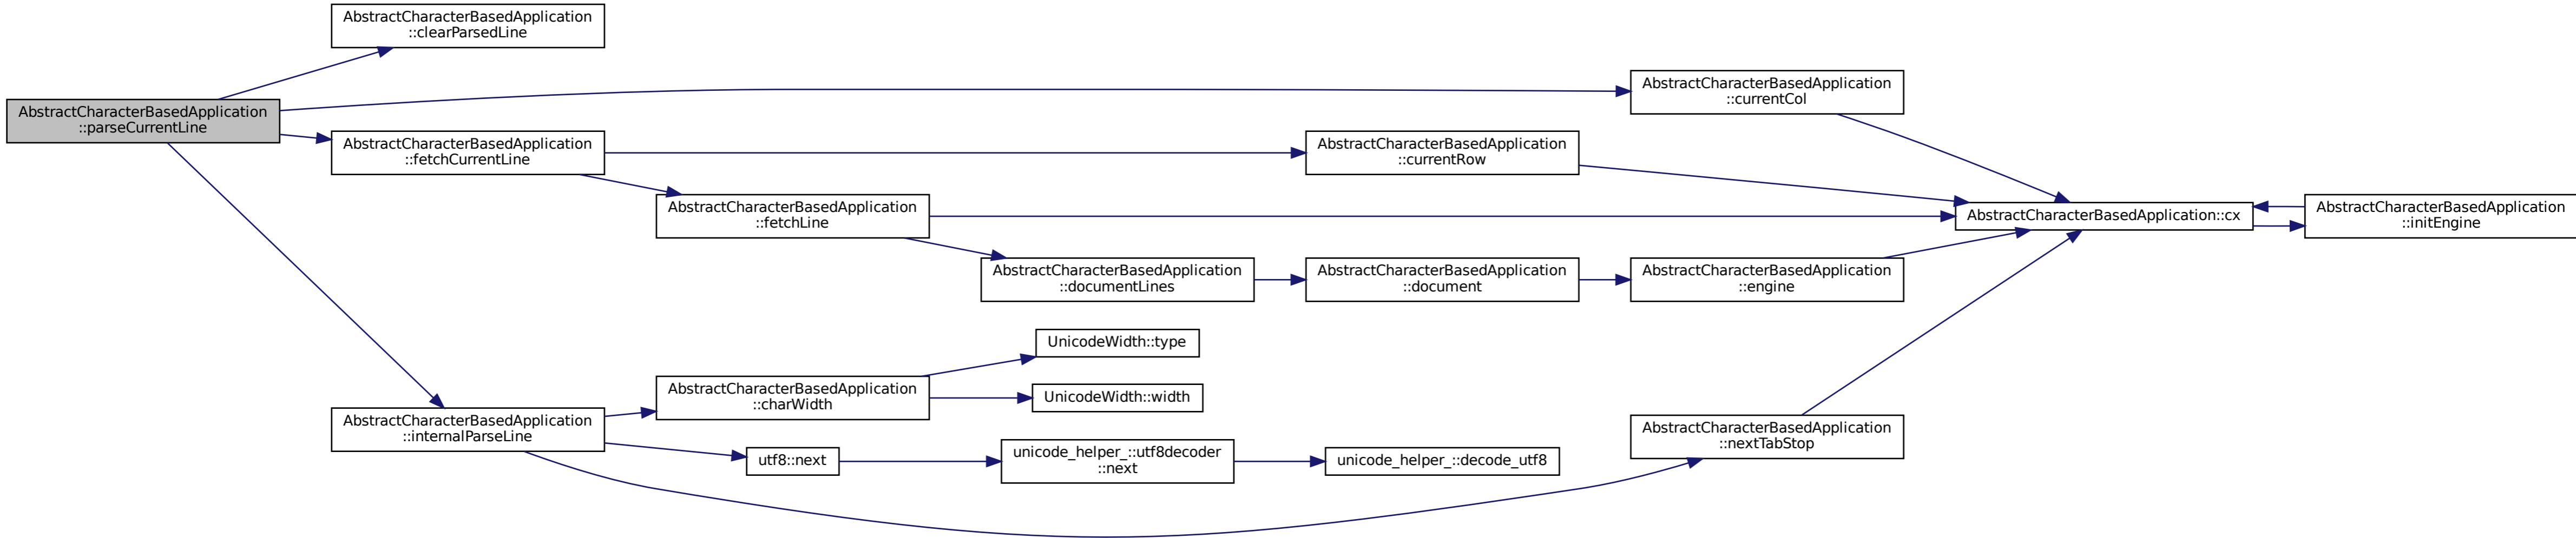 AbstractCharacterBasedApplication
::parseCurrentLine
AbstractCharacterBasedApplication
::clearParsedLine
AbstractCharacterBasedApplication
::fetchCurrentLine
AbstractCharacterBasedApplication
::internalParseLine
AbstractCharacterBasedApplication
::fetchLine
AbstractCharacterBasedApplication
::charWidth
utf8::next
AbstractCharacterBasedApplication
::documentLines
UnicodeWidth::type
UnicodeWidth::width
unicode_helper_::utf8decoder
::next
AbstractCharacterBasedApplication
::currentRow
AbstractCharacterBasedApplication
::document
unicode_helper_::decode_utf8
AbstractCharacterBasedApplication
::currentCol
AbstractCharacterBasedApplication
::engine
AbstractCharacterBasedApplication
::nextTabStop
AbstractCharacterBasedApplication::cx
AbstractCharacterBasedApplication
::initEngine